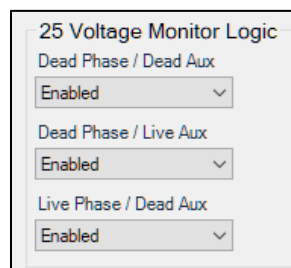 25 Voltage Monitor Logic
Dead Phase / Dead Aux
Enabled
Dead Phase / Live Aux
Enabled
Live Phase / Dead Aux
Enabled